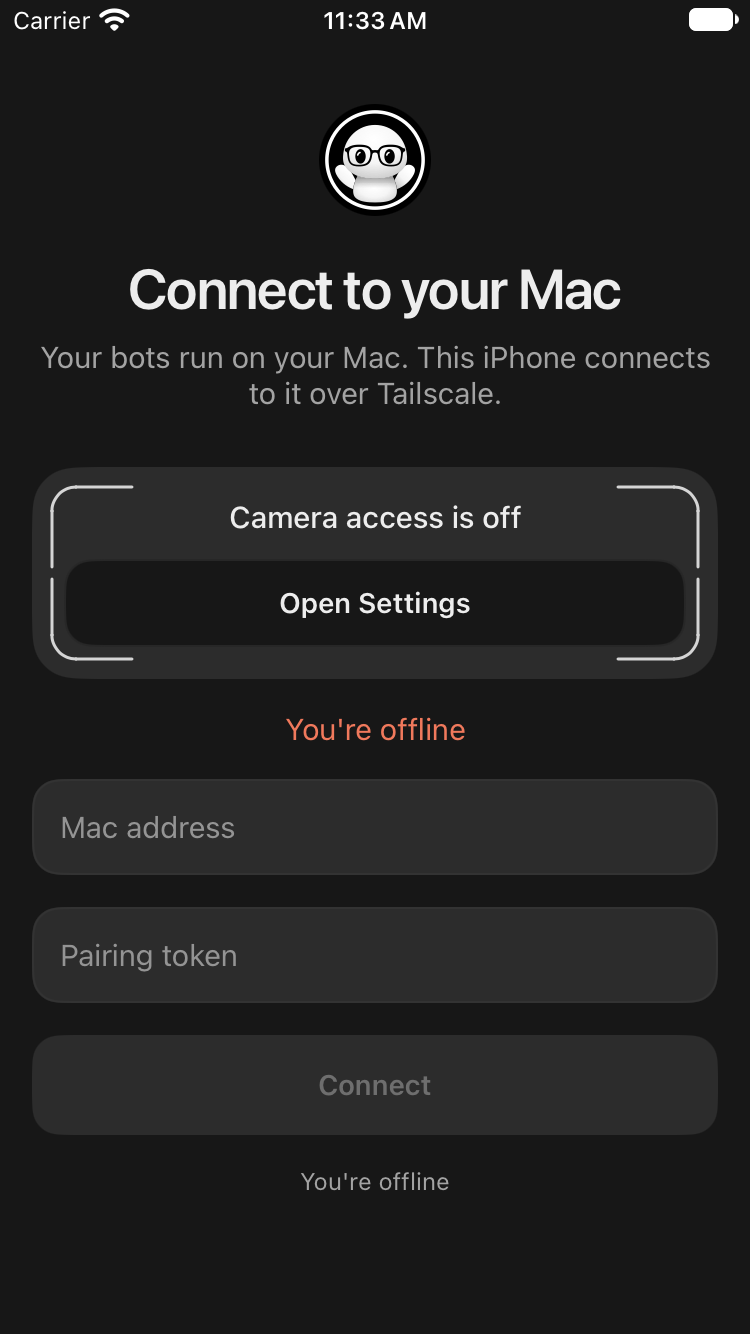 Carrier 11:33 AM
Connect to your Mac
Your bots run on your Mac. This iPhone connects
to it over Tailscale.
Camera access is off
Open Settings
You're offline
Mac address
Pairing token
Connect
You're offline